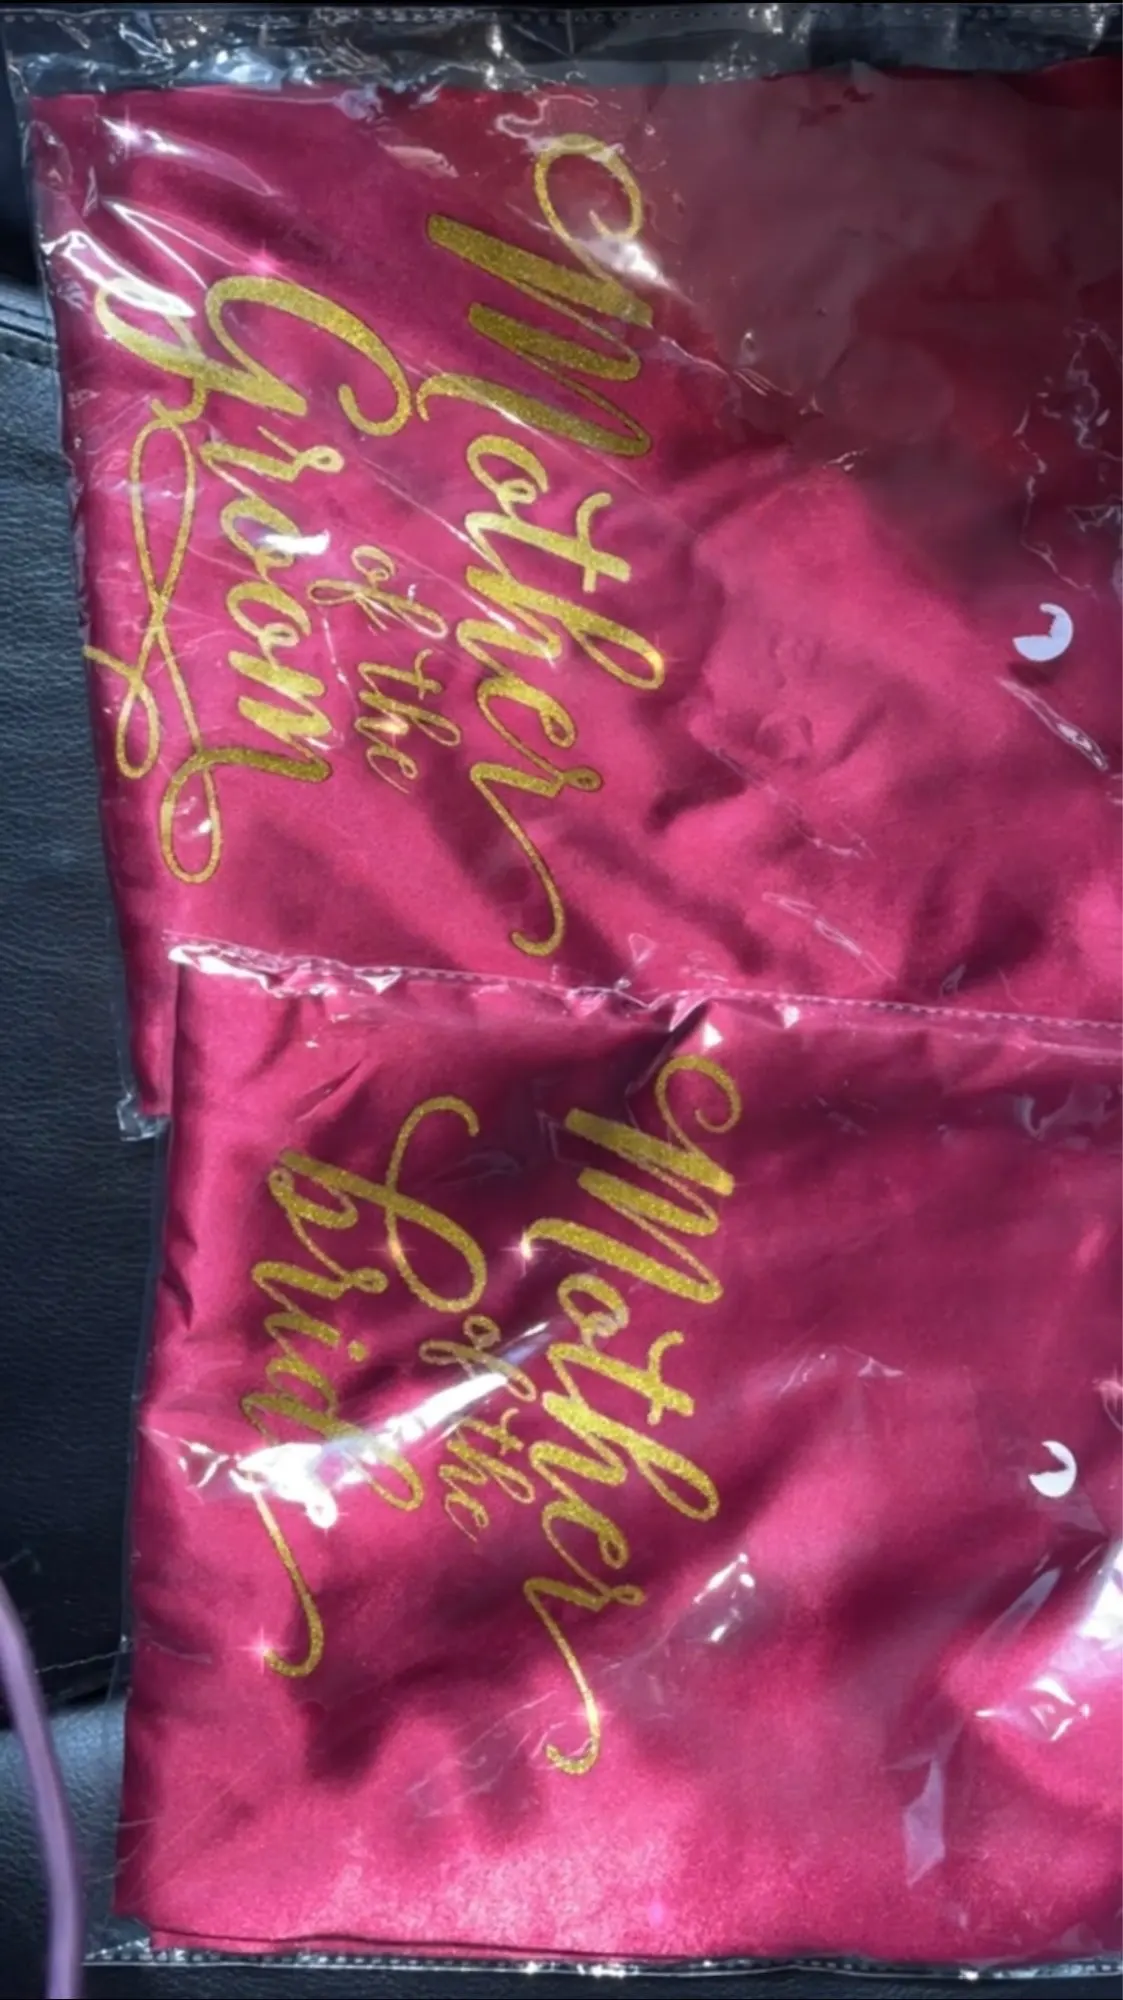 Mother
of the
Groom
Mother
of the
Bride